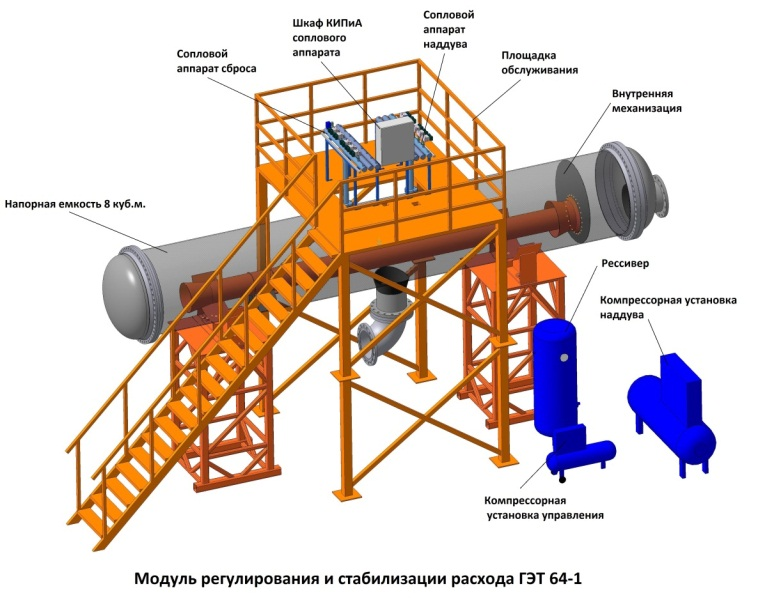 Сопловой
аппарат сброса
Шкаф КИПиА
соплового
аппарата
Сопловой
аппарат
наддува
Площадка
обслуживания
Внутренняя
механизация
Напорная емкость 8 куб.м.
Рессивер
Компрессорная установка
наддува
Компрессорная
установка управления
Модуль регулирования и стабилизации расхода ГЭТ 64-1